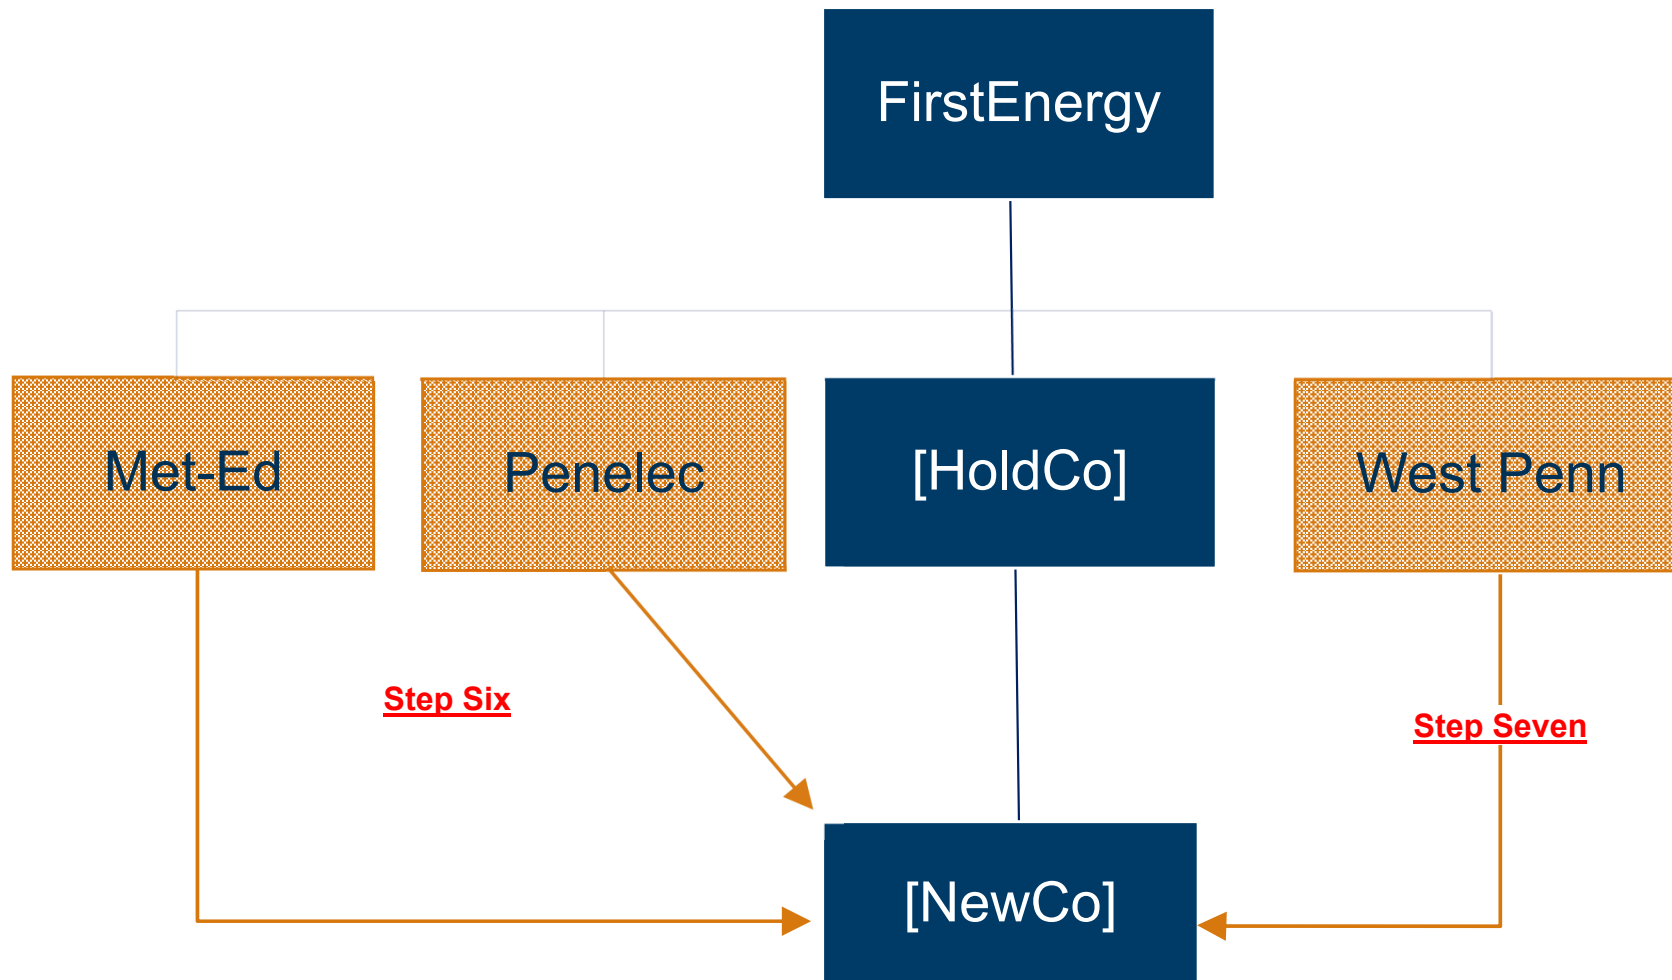 FirstEnergy
Met-Ed
Penelec
[HoldCo]
West Penn
Step Six
Step Seven
[NewCo]